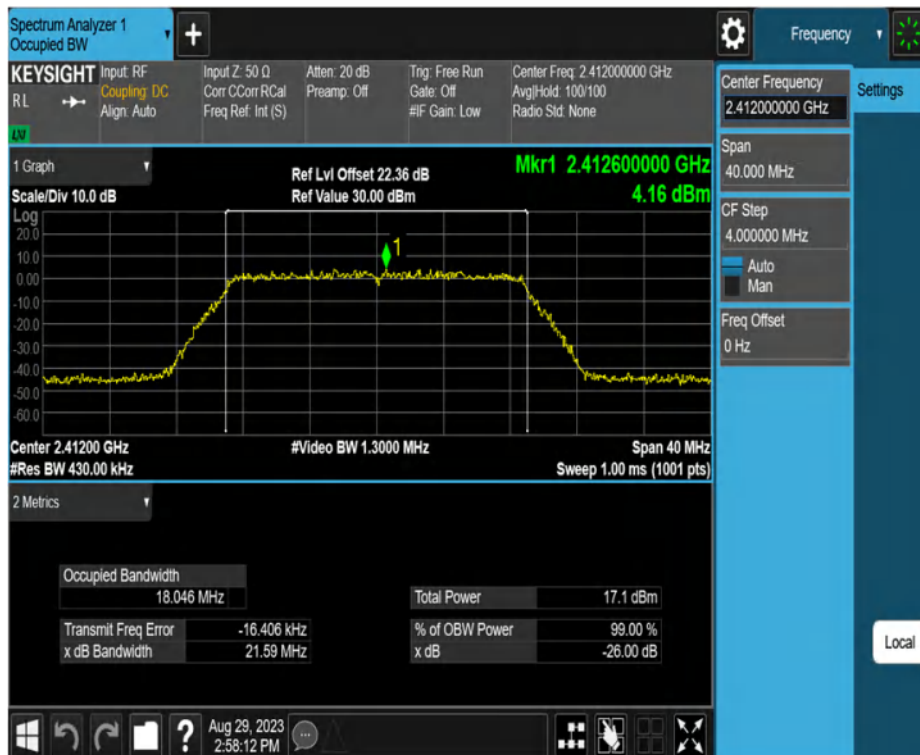 Spectrum Analyzer 1
Occupied BW
+
Frequency
KEYSIGHT
RL
LXI
Input: RF
Coupling: DC
Align: Auto
Input Z: 50 Ω
Corr CCorr RCal
Freq Ref: Int (S)
Atten: 20 dB
Preamp: Off
Trig: Free Run
Gate: Off
#IF Gain: Low
Center Freq: 2.412000000 GHz
Avg|Hold: 100/100
Radio Std: None
Center Frequency
2.412000000 GHz
Settings
Span
40.000 MHz
CF Step
4.000000 MHz
Auto
Man
Freq Offset
0 Hz
Local
1 Graph
Scale/Div 10.0 dB
Ref Lvl Offset 22.36 dB
Ref Value 30.00 dBm
Mkr1 2.412600000 GHz
4.16 dBm
Log
20.0
10.0
0.00
-10.0
-20.0
-30.0
-40.0
-50.0
-60.0
1
Center 2.41200 GHz
#Video BW 1.3000 MHz
Span 40 MHz
#Res BW 430.00 kHz
Sweep 1.00 ms (1001 pts)
2 Metrics
Occupied Bandwidth
18.046 MHz
Total Power 17.1 dBm
Transmit Freq Error -16.406 kHz
% of OBW Power 99.00 %
x dB Bandwidth 21.59 MHz
x dB -26.00 dB
?
Aug 29, 2023
2:58:12 PM